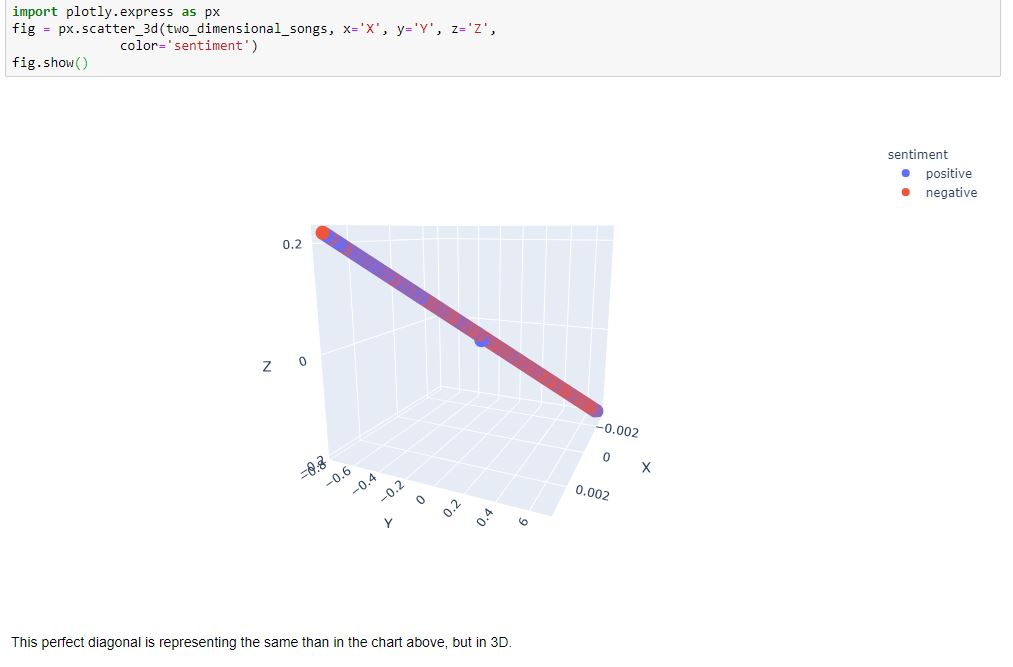 import plotly.express as px
fig = px.scatter_3d(two_dimensional_songs, x='X', y='Y', z='Z',
color='sentiment')
fig.show()
sentiment
positive
negative
0.2
0
Z
−0.002
0
X
0.002
−0.8
−0.6
−0.4
−0.2
0
0.2
0.4
6
Y
This perfect diagonal is representing the same than in the chart above, but in 3D.